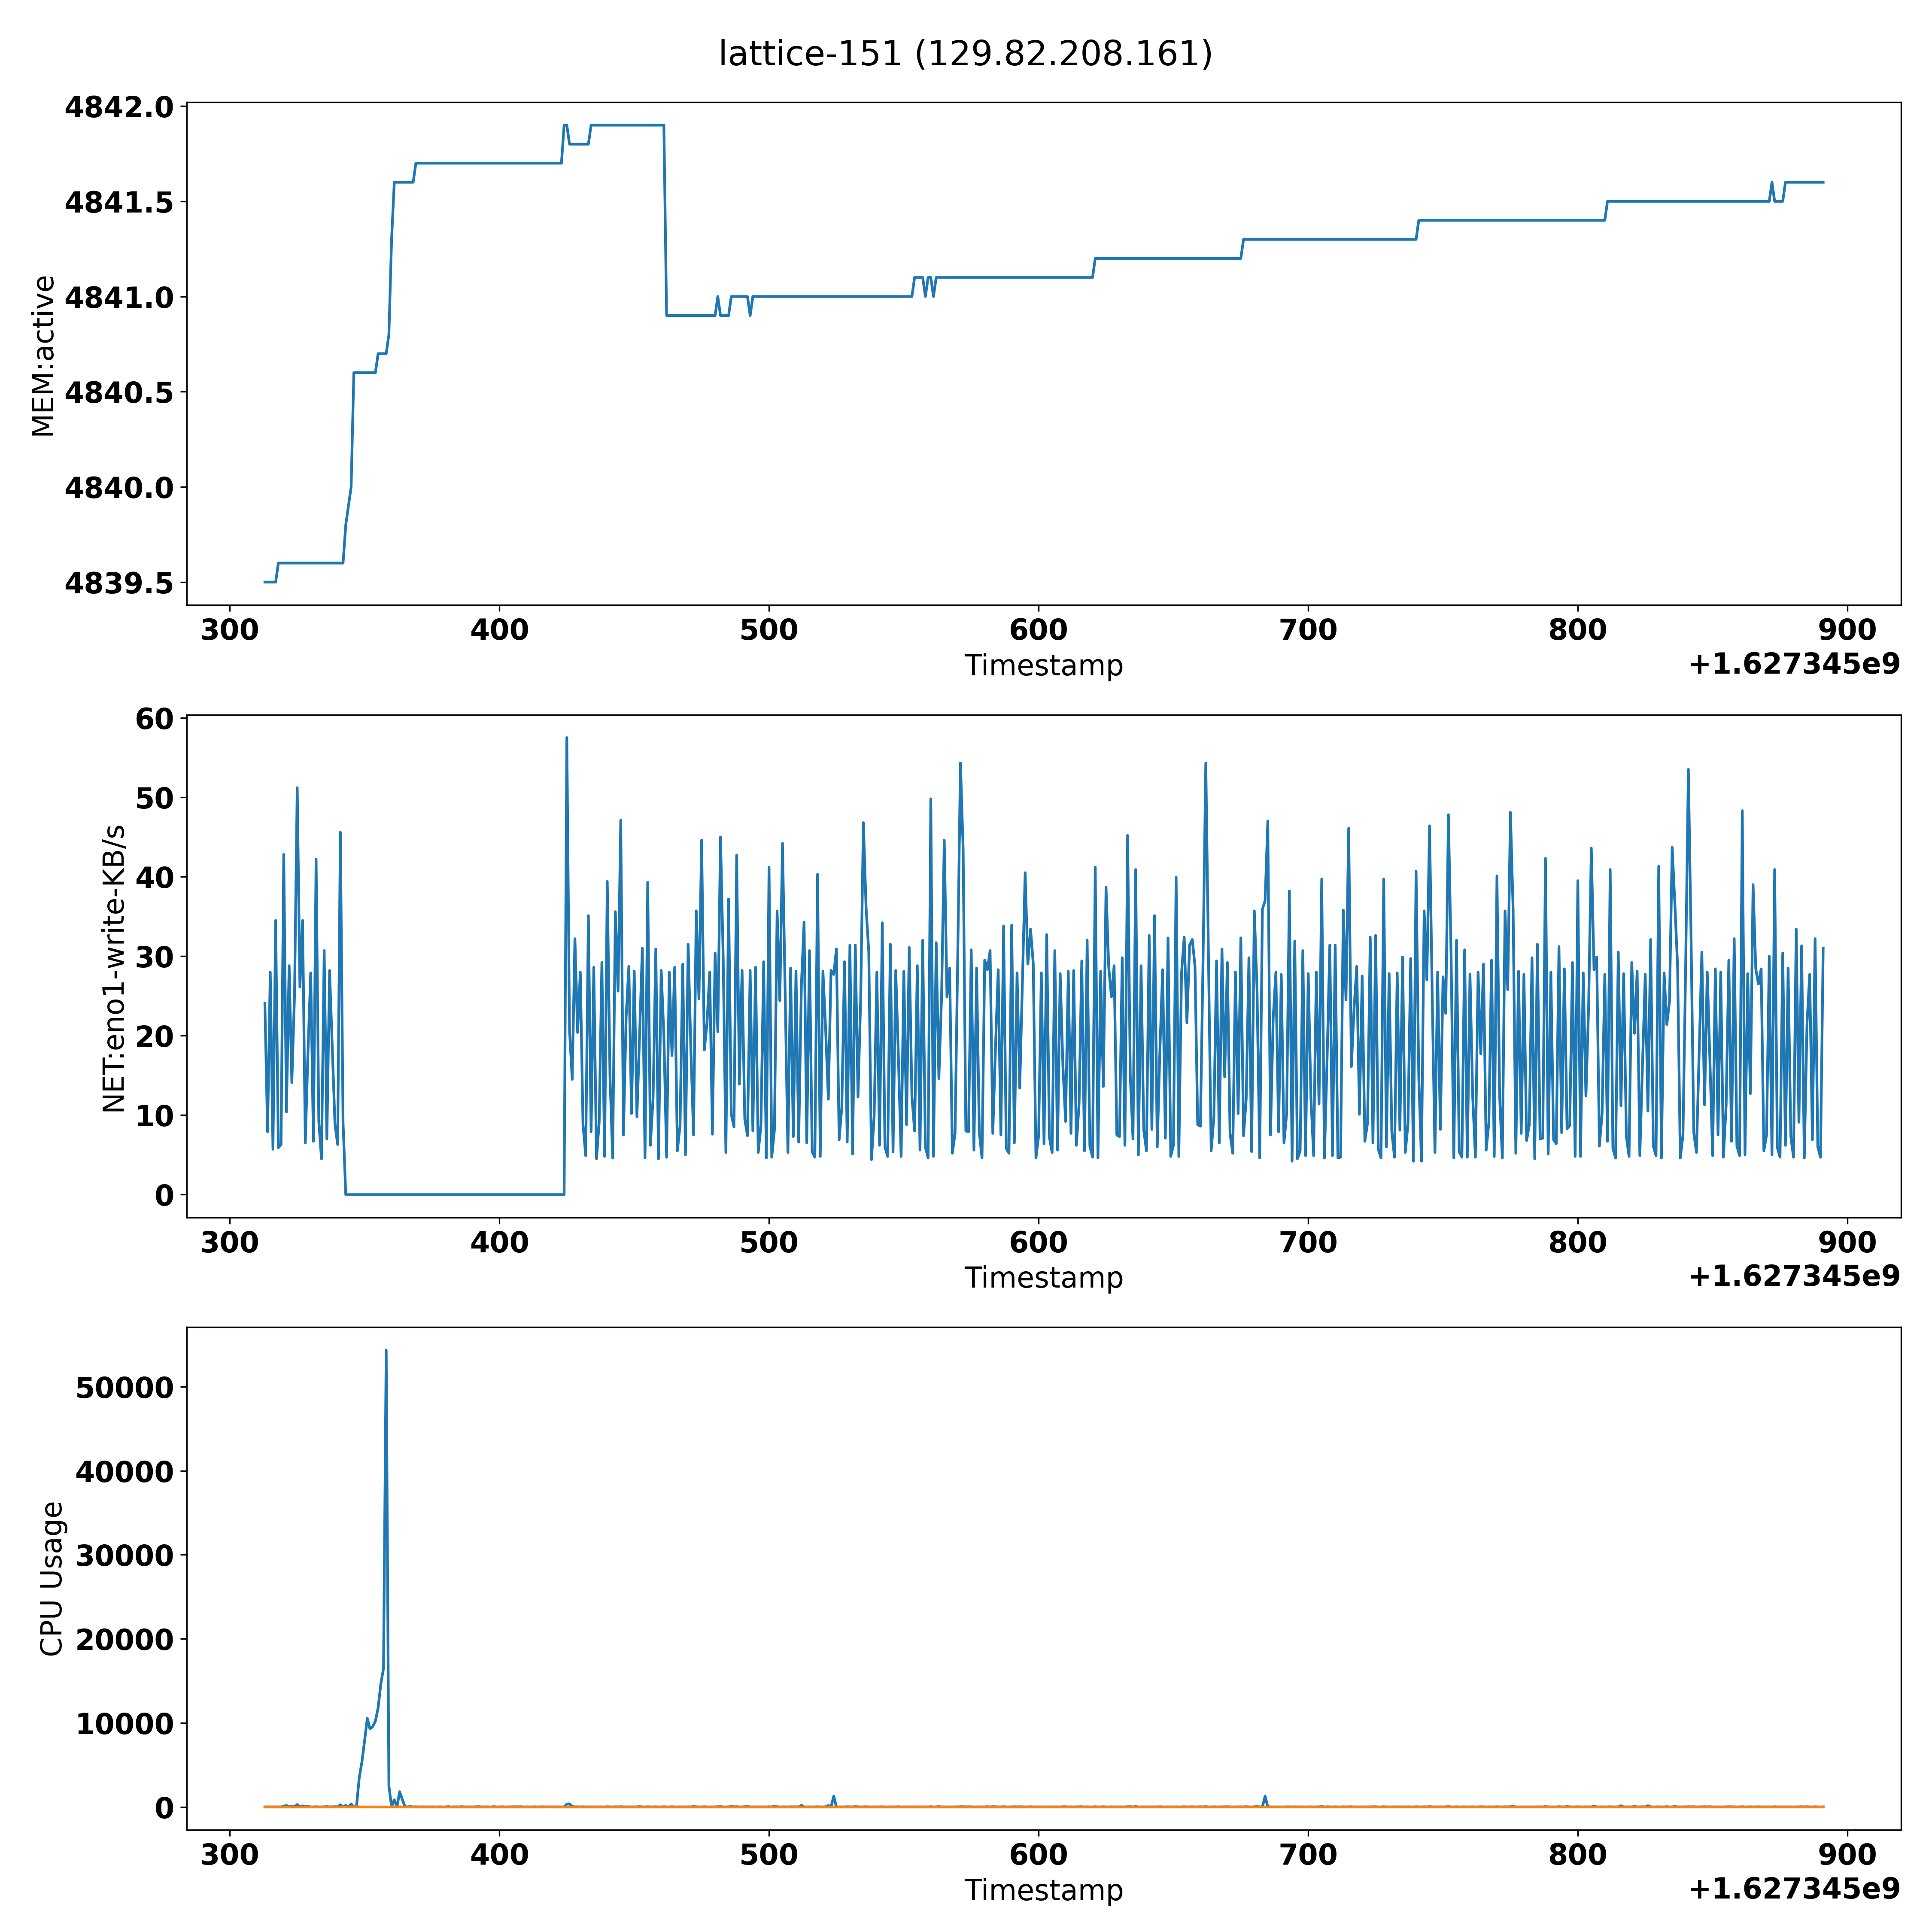 lattice-151 (129.82.208.161)
4842.0
4841.5
4841.0
4840.5
4840.0
4839.5
MEM:active
300 400 500 600 700 800 900
Timestamp
+1.627345e9
60
50
40
30
20
10
0
NET:eno1-write-KB/s
300 400 500 600 700 800 900
Timestamp
+1.627345e9
50000
40000
30000
20000
10000
0
CPU Usage
300 400 500 600 700 800 900
Timestamp
+1.627345e9